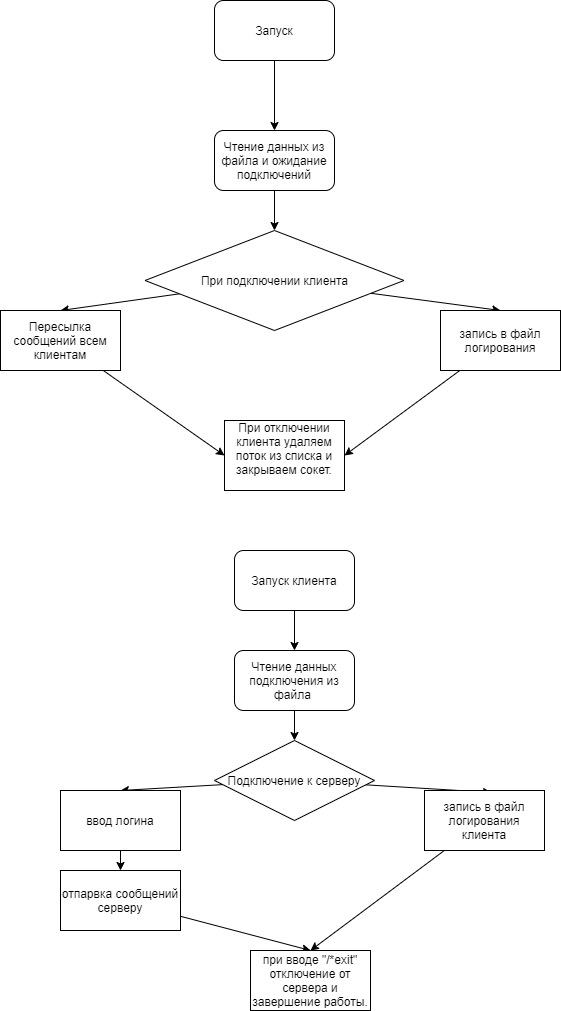 Запуск
Чтение данных из
файла и ожидание
подключений
При подключении клиента
Пересылка
сообщений всем
клиентам
запись в файл
логирования
При отключении
клиента удаляем
поток из списка и
закрываем сокет.
Запуск клиента
Чтение данных
подключения из
файла
Подключение к серверу
ввод логина
запись в файл
логирования
клиента
отпарвка сообщений
серверу
при вводе "/*exit"
отключение от
сервера и
завершение работы.